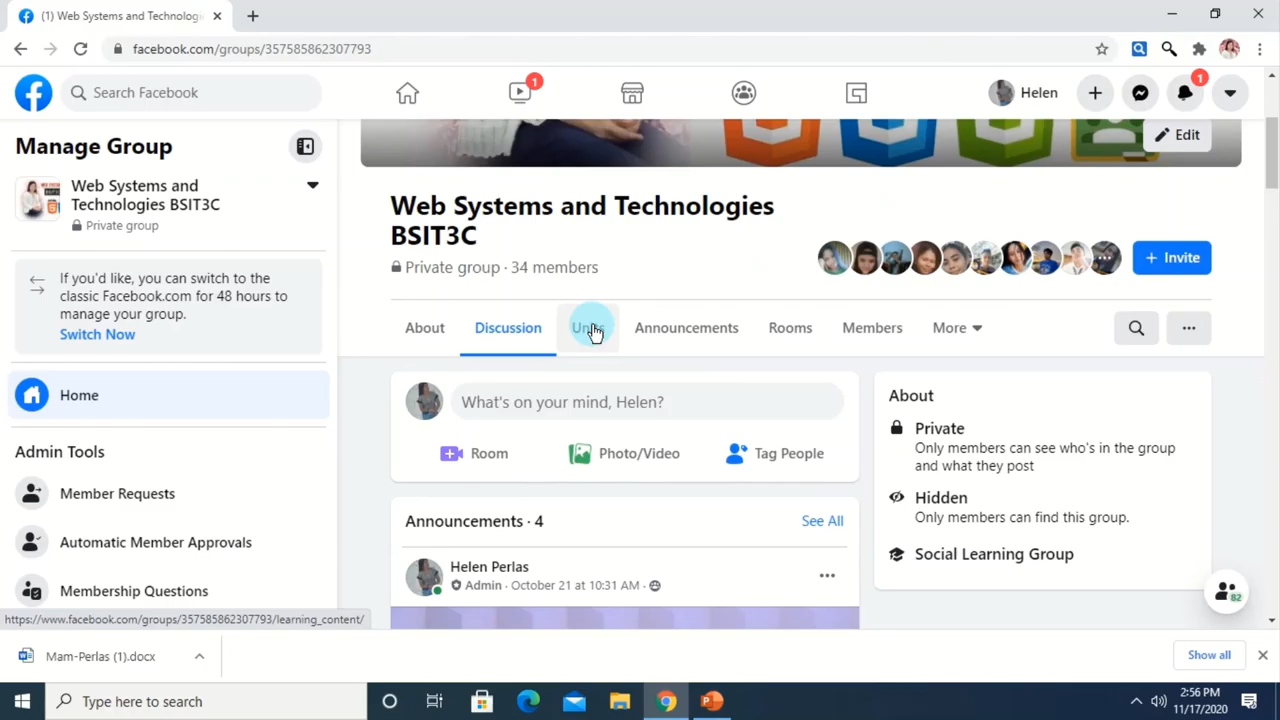 (1) Web Systems and Technolog
facebook.com/groups/357585862307793
Search Facebook
1
Helen
1
Manage Group
Web Systems and
Technologies BSIT3C
Private group
If you'd like, you can switch to the
classic Facebook.com for 48 hours to
manage your group.
Switch Now
Home
Admin Tools
Member Requests
Automatic Member Approvals
Membership Questions
https://www.facebook.com/groups/357585862307793/learning_content/
Edit
Web Systems and Technologies
BSIT3C
Private group · 34 members
+ Invite
About
Discussion
Units
Announcements
Rooms
Members
More
What's on your mind, Helen?
Room
Photo/Video
Tag People
Announcements · 4
See All
Helen Perlas
Admin · October 21 at 10:31 AM ·
About
Private
Only members can see who's in the group
and what they post
Hidden
Only members can find this group.
Social Learning Group
82
Mam-Perlas (1).docx
Show all
Type here to search
2:56 PM
11/17/2020